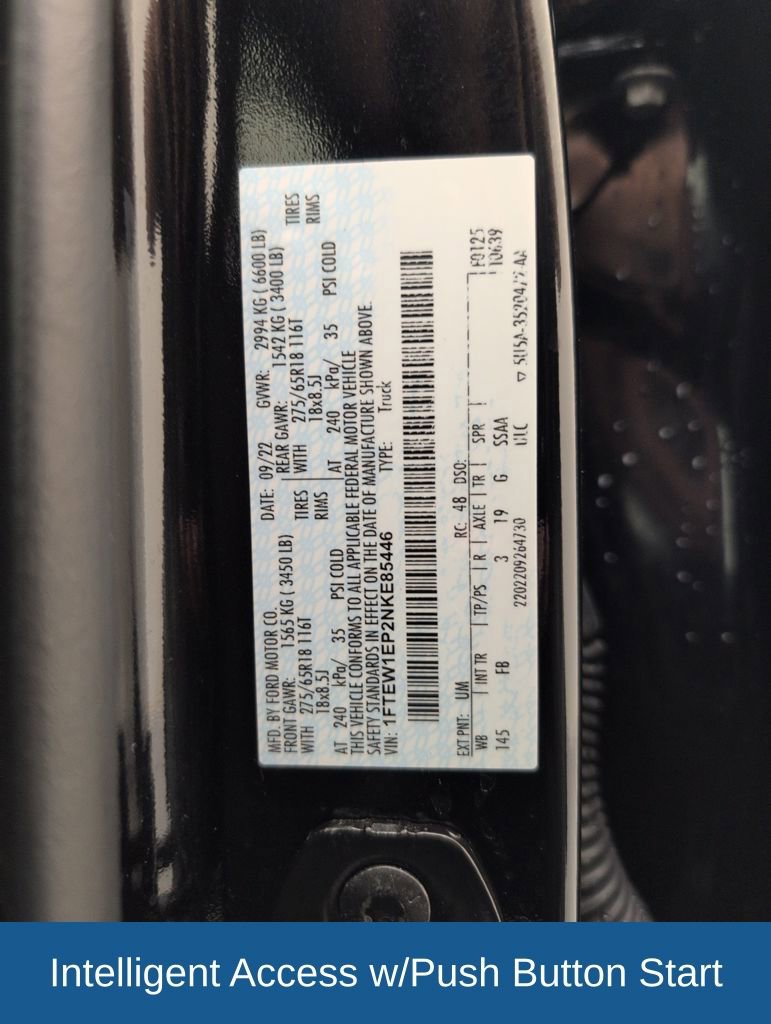 MFD. BY FORD MOTOR CO.
DATE: 09/22 GVWR: 2994 KG ( 6600 LB)
FRONT GAWR: 1565 KG ( 3450 LB)
REAR GAWR: 1542 KG ( 3400 LB)
WITH 275/65R18 116T TIRES
WITH 275/65R18 116T TIRES
18x8.5J RIMS
18x8.5J RIMS
AT 240 kPa/ 35 PSI COLD
AT 240 kPa/ 35 PSI COLD
THIS VEHICLE CONFORMS TO ALL APPLICABLE FEDERAL MOTOR VEHICLE
SAFETY STANDARDS IN EFFECT ON THE DATE OF MANUFACTURE SHOWN ABOVE.
VIN: 1FTEW1EP2NKE85446 TYPE: Truck
EXT PNT: UM RC: 48 DSO: F0125
WB INT TR TP/PS R AXLE TR SPR 10639
145 FB 3 19 G SSAA
2202209264730 ULC
Intelligent Access w/Push Button Start